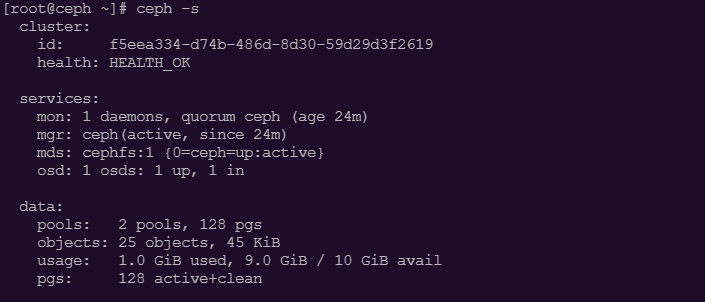 [root@ceph ~]# ceph -s
cluster:
id: f5eea334-d74b-486d-8d30-59d29d3f2619
health: HEALTH_OK
services:
mon: 1 daemons, quorum ceph (age 24m)
mgr: ceph(active, since 24m)
mds: cephfs:1 {0=ceph=up:active}
osd: 1 osds: 1 up, 1 in
data:
pools: 2 pools, 128 pgs
objects: 25 objects, 45 KiB
usage: 1.0 GiB used, 9.0 GiB / 10 GiB avail
pgs: 128 active+clean